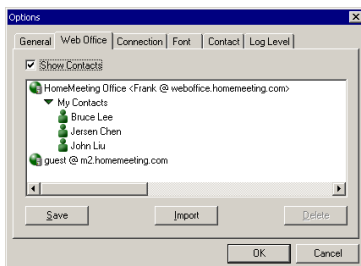 Options
General Web Office Connection Font Contact Log Level
Show Contacts
HomeMeeting Office <Frank @ weboffice.homemeeting.com>
My Contacts
Bruce Lee
Jersen Chen
John Liu
guest @ m2.homemeeting.com
Save Import Delete
OK Cancel